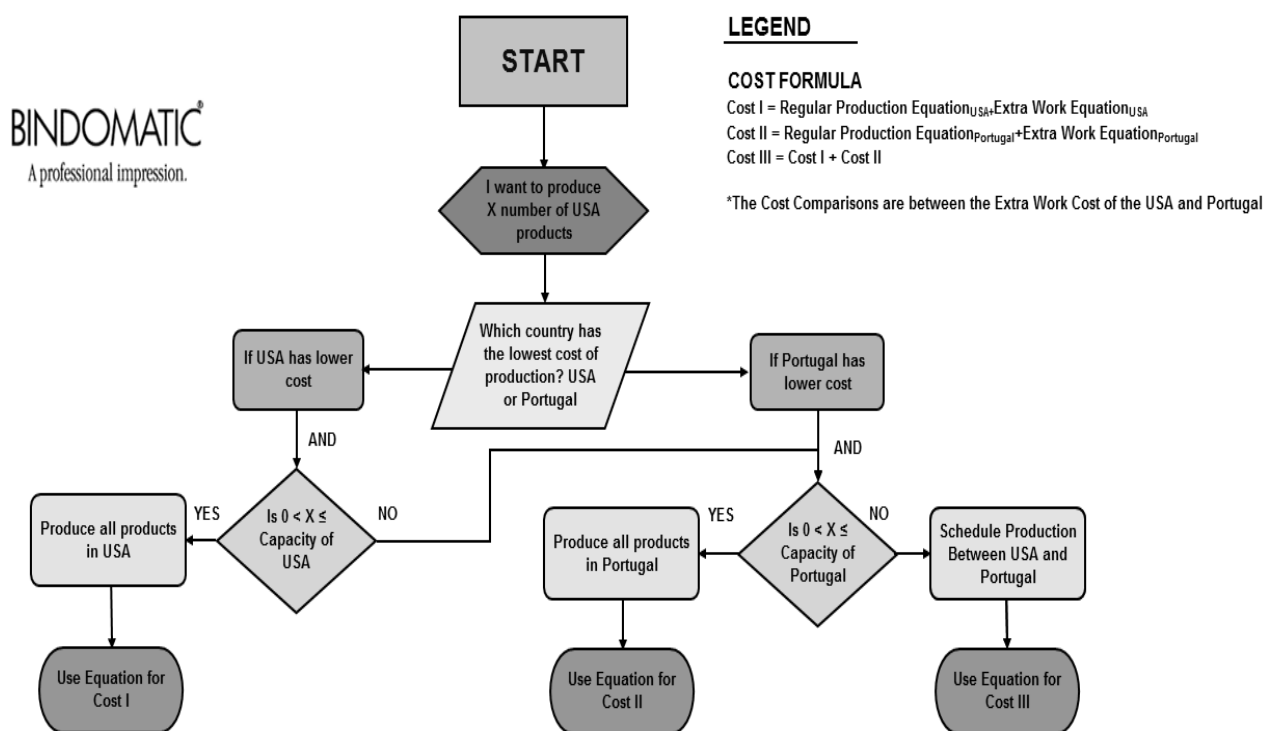 START
LEGEND
BINDOMATIC®
A professional impression.
COST FORMULA
Cost I = Regular Production EquationUSA+Extra Work EquationUSA
Cost II = Regular Production EquationPortugal+Extra Work EquationPortugal
Cost III = Cost I + Cost II
*The Cost Comparisons are between the Extra Work Cost of the USA and Portugal
I want to produce
X number of USA
products
Which country has
the lowest cost of
production? USA
or Portugal
If USA has lower
cost
If Portugal has
lower cost
AND
AND
Is 0 < X ≤
Capacity of
USA
YES
NO
Produce all products
in USA
Use Equation for
Cost I
Is 0 < X ≤
Capacity of
Portugal
YES
NO
Produce all products
in Portugal
Schedule Production
Between USA and
Portugal
Use Equation for
Cost II
Use Equation for
Cost III